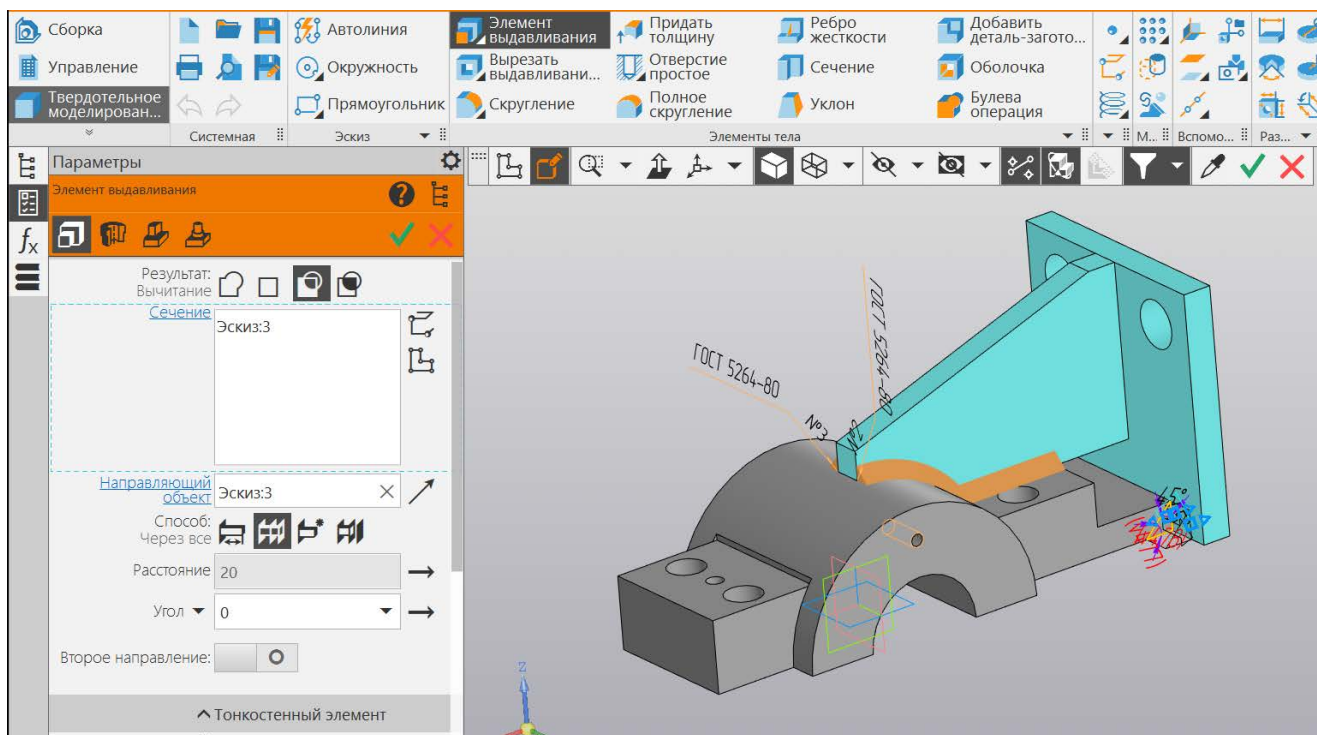 Сборка
Управление
Твердотельное
моделирован...
Системная
Автолиния
Окружность
Прямоугольник
Эскиз
Элемент
выдавливания
Вырезать
выдавливани...
Скругление
Придать
толщину
Отверстие
простое
Полное
скругление
Ребро
жесткости
Сечение
Уклон
Добавить
деталь-загото...
Оболочка
Булева
операция
Элементы тела
М...
Вспомо...
Раз...
Параметры
Элемент выдавливания
?
fx
Результат:
Вычитание
Сечение
Эскиз:3
Направляющий
объект
Эскиз:3
Способ:
Через все
Расстояние
20
Угол
0
Второе направление:
Тонкостенный элемент
ГОСТ 5264-80
№3
ГОСТ 5264-80
Z